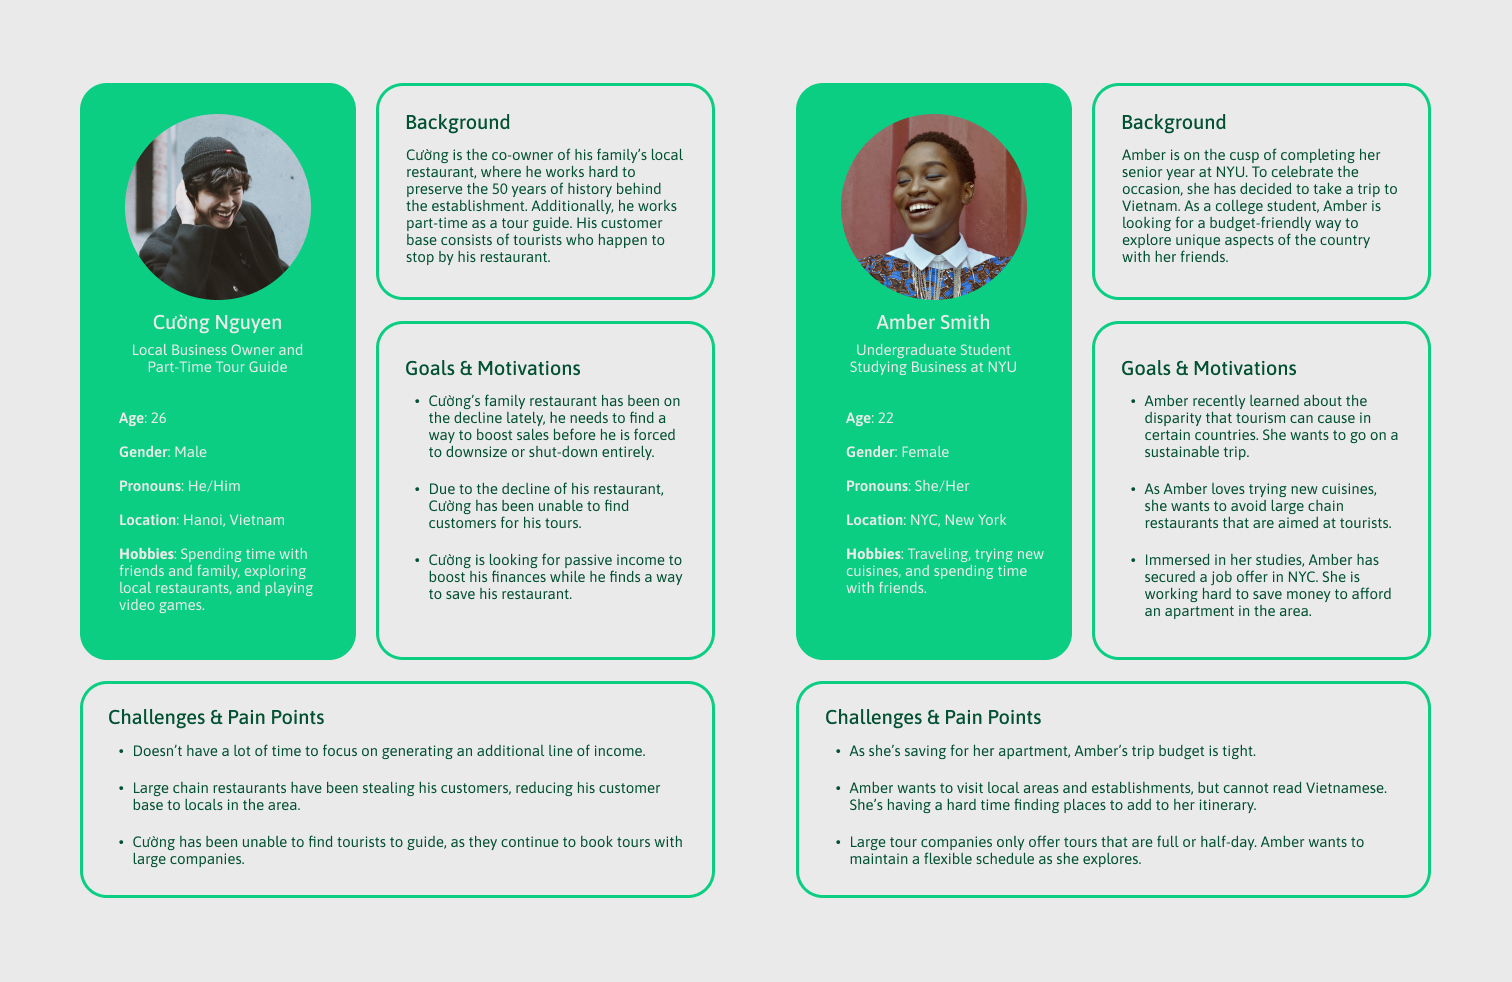 Cường Nguyen
Local Business Owner and
Part-Time Tour Guide
Age: 26
Gender: Male
Pronouns: He/Him
Location: Hanoi, Vietnam
Hobbies: Spending time with
friends and family, exploring
local restaurants, and playing
video games.
Background
Cường is the co-owner of his family's local
restaurant, where he works hard to
preserve the 50 years of history behind
the establishment. Additionally, he works
part-time as a tour guide. His customer
base consists of tourists who happen to
stop by his restaurant.
Goals & Motivations
• Cường's family restaurant has been on
the decline lately, he needs to find a
way to boost sales before he is forced
to downsize or shut-down entirely.
• Due to the decline of his restaurant,
Cường has been unable to find
customers for his tours.
• Cường is looking for passive income to
boost his finances while he finds a way
to save his restaurant.
Challenges & Pain Points
• Doesn't have a lot of time to focus on generating an additional line of income.
• Large chain restaurants have been stealing his customers, reducing his customer
base to locals in the area.
• Cường has been unable to find tourists to guide, as they continue to book tours with
large companies.
Amber Smith
Undergraduate Student
Studying Business at NYU
Age: 22
Gender: Female
Pronouns: She/Her
Location: NYC, New York
Hobbies: Traveling, trying new
cuisines, and spending time
with friends.
Background
Amber is on the cusp of completing her
senior year at NYU. To celebrate the
occasion, she has decided to take a trip to
Vietnam. As a college student, Amber is
looking for a budget-friendly way to
explore unique aspects of the country
with her friends.
Goals & Motivations
• Amber recently learned about the
disparity that tourism can cause in
certain countries. She wants to go on a
sustainable trip.
• As Amber loves trying new cuisines,
she wants to avoid large chain
restaurants that are aimed at tourists.
• Immersed in her studies, Amber has
secured a job offer in NYC. She is
working hard to save money to afford
an apartment in the area.
Challenges & Pain Points
• As she's saving for her apartment, Amber's trip budget is tight.
• Amber wants to visit local areas and establishments, but cannot read Vietnamese.
She's having a hard time finding places to add to her itinerary.
• Large tour companies only offer tours that are full or half-day. Amber wants to
maintain a flexible schedule as she explores.